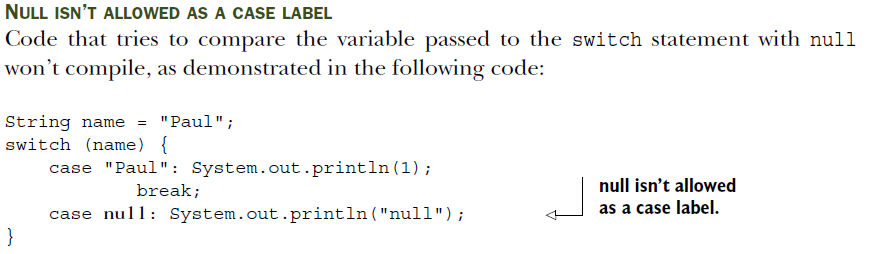 NULL ISN'T ALLOWED AS A CASE LABEL
Code that tries to compare the variable passed to the switch statement with null
won't compile, as demonstrated in the following code:
String name = "Paul";
switch (name) {
    case "Paul": System.out.println(1);
            break;
    case null: System.out.println("null");
}
null isn't allowed
as a case label.